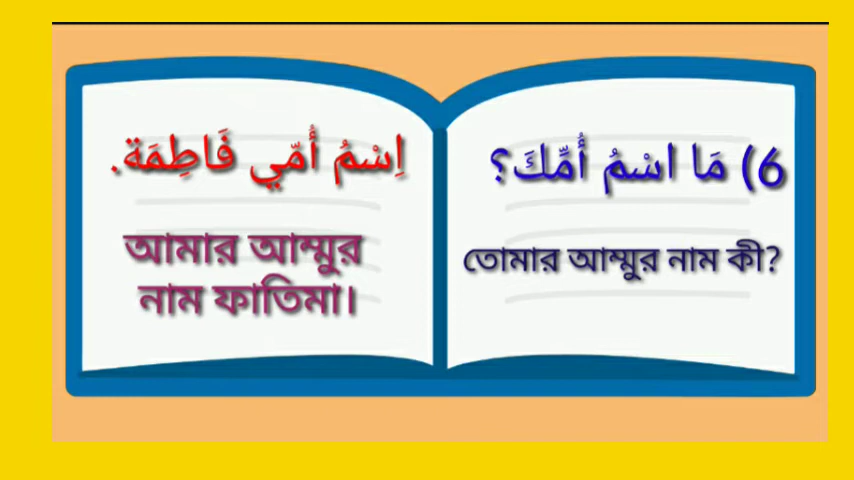 6) مَا اسْمُ أُمِّكَ؟
তোমার আম্মুর নাম কী?
اِسْمُ أُمّي فَاطِمَة.
আমার আম্মুর
নাম ফাতিমা।